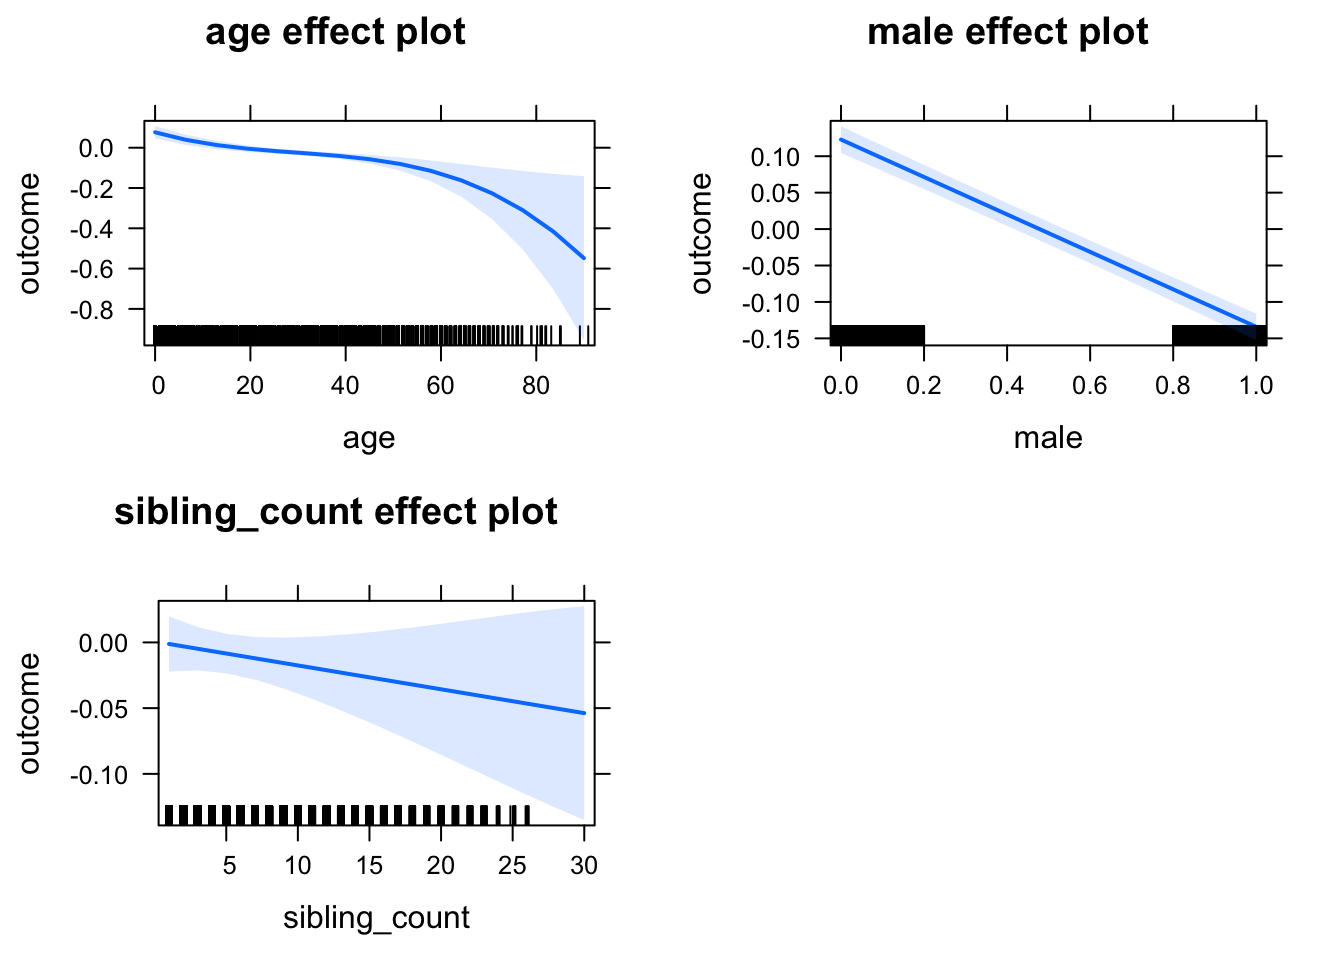 age effect plot
outcome
0.0
-0.2
-0.4
-0.6
-0.8
0 20 40 60 80
age
male effect plot
outcome
0.10
0.05
0.00
-0.05
-0.10
-0.15
0.0 0.2 0.4 0.6 0.8 1.0
male
sibling_count effect plot
outcome
0.00
-0.05
-0.10
5 10 15 20 25 30
sibling_count